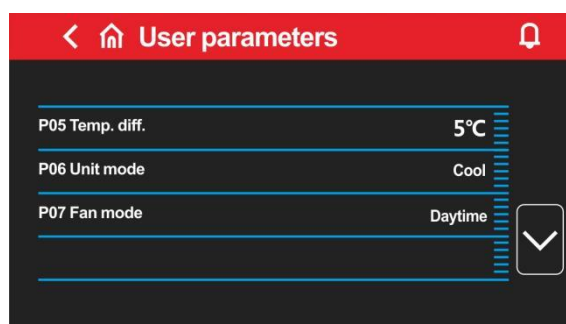 User parameters
P05 Temp. diff. 5℃
P06 Unit mode Cool
P07 Fan mode Daytime